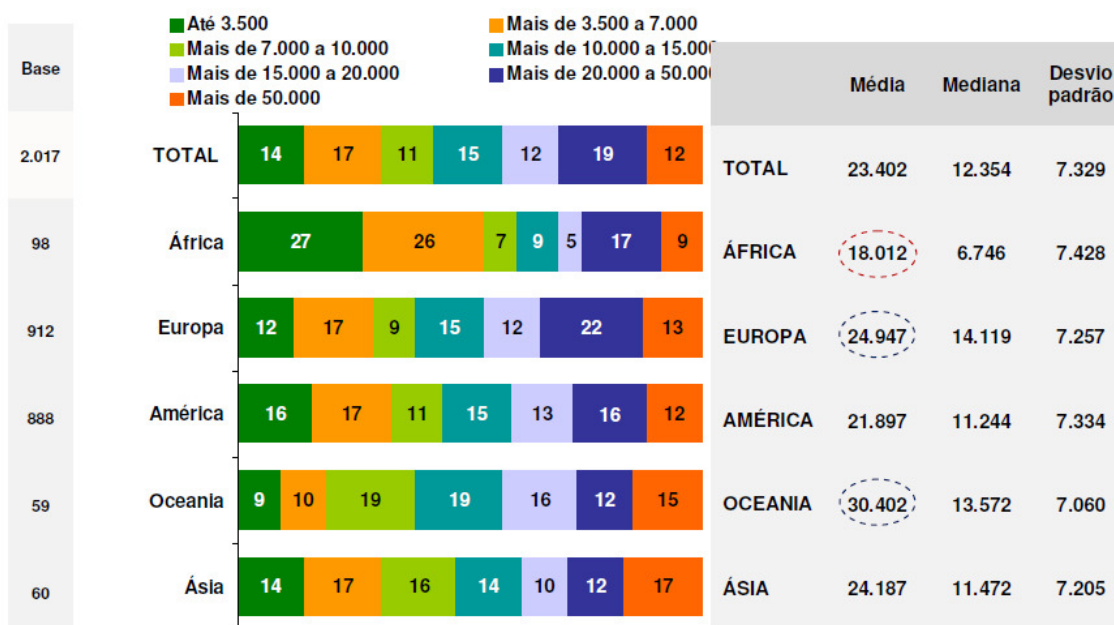 Até 3.500 Mais de 3.500 a 7.000
Mais de 7.000 a 10.000 Mais de 10.000 a 15.000
Mais de 15.000 a 20.000 Mais de 20.000 a 50.000
Mais de 50.000
Base Média Mediana Desvio
padrão
2.017 TOTAL 14 17 11 15 12 19 12 TOTAL 23.402 12.354 7.329
98 África 27 26 7 9 5 17 9 ÁFRICA 18.012 6.746 7.428
912 Europa 12 17 9 15 12 22 13 EUROPA 24.947 14.119 7.257
888 América 16 17 11 15 13 16 12 AMÉRICA 21.897 11.244 7.334
59 Oceania 9 10 19 19 16 12 15 OCEANIA 30.402 13.572 7.060
60 Ásia 14 17 16 14 10 12 17 ÁSIA 24.187 11.472 7.205